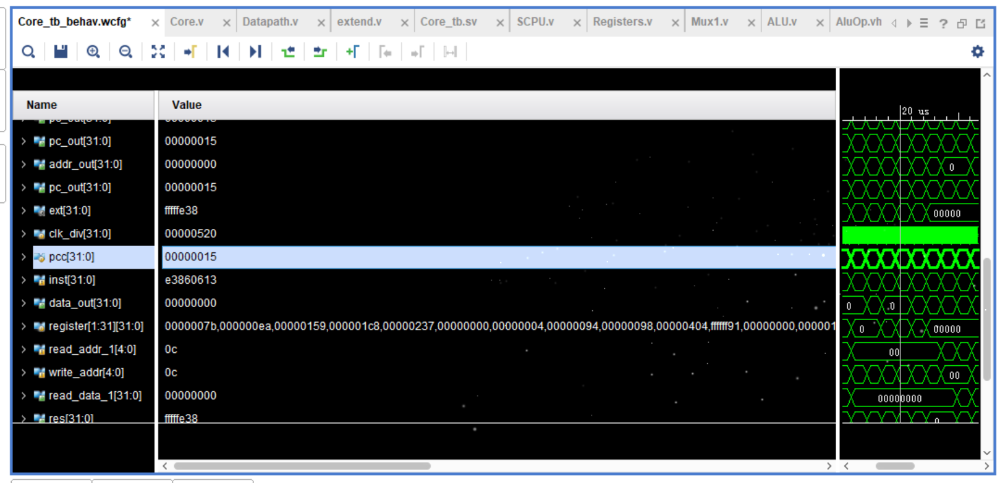 Core_tb_behav.wcfg* Core.v Datapath.v extend.v Core_tb.sv SCPU.v Registers.v Mux1.v ALU.v AluOp.vh
Name Value
20 us
pc_out[31:0] 00000015
addr_out[31:0] 00000000 0
pc_out[31:0] 00000015
ext[31:0] fffffe38 00000
clk_div[31:0] 00000520
pcc[31:0] 00000015
inst[31:0] e3860613
data_out[31:0] 00000000 0 .0
register[1:31][31:0] 0000007b,000000ea,00000159,000001c8,00000237,00000000,00000004,00000094,00000098,00000404,ffffff91,00000000,000001 0 00000
read_addr_1[4:0] 0c 00
write_addr[4:0] 0c 00
read_data_1[31:0] 00000000 00000000
res[31:0] fffffe38 0